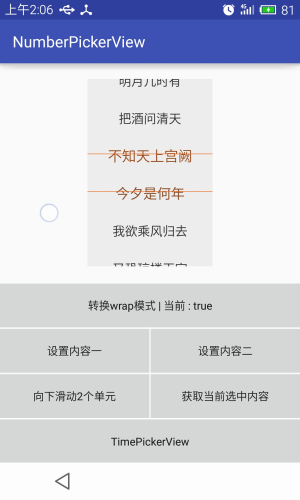 上午2:06
4G
81
NumberPickerView
明月几时有
把酒问清天
不知天上宫阙
今夕是何年
我欲乘风归去
转换wrap模式 | 当前 : true
设置内容一
设置内容二
向下滑动2个单元
获取当前选中内容
TimePickerView